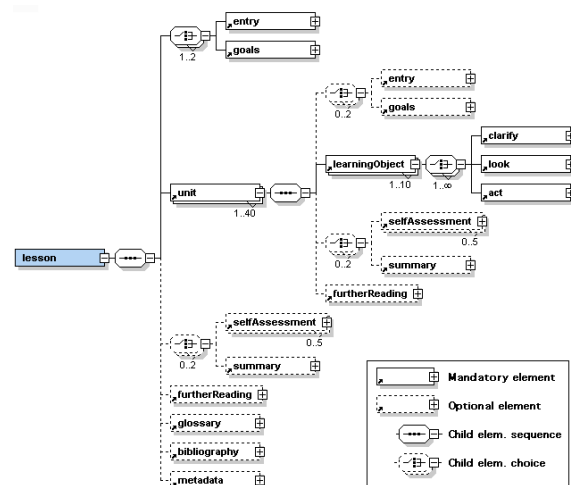 entry
goals
1..2
entry
goals
0..2
clarify
learningObject
look
1..10
1..∞
act
unit
1..40
selfAssessment
0..5
0..2
summary
lesson
furtherReading
selfAssessment
0..5
0..2
summary
furtherReading
Mandatory element
glossary
Optional element
Child elem. sequence
bibliography
Child elem. choice
metadata